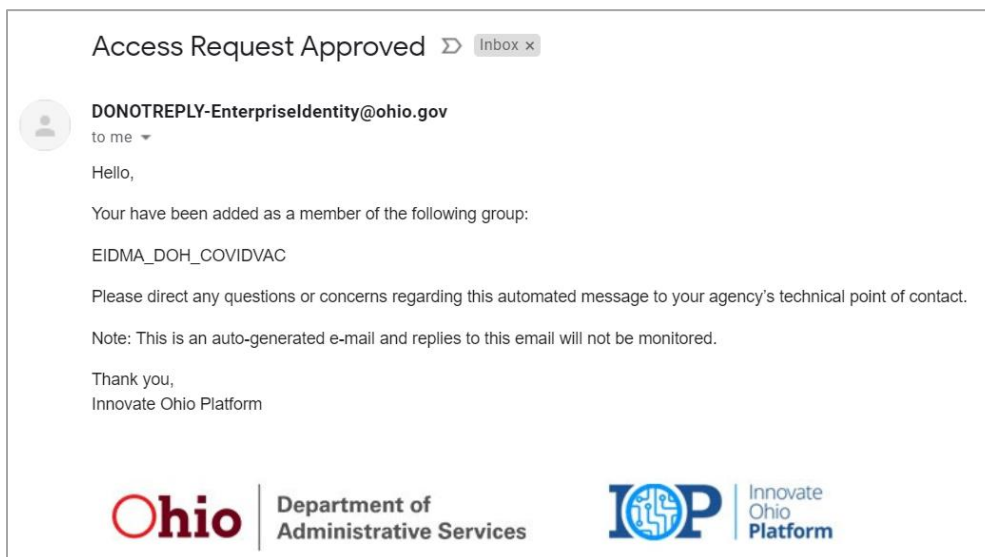 Access Request Approved Inbox x
DONOTREPLY-EnterpriseIdentity@ohio.gov
to me
Hello,
Your have been added as a member of the following group:
EIDMA_DOH_COVIDVAC
Please direct any questions or concerns regarding this automated message to your agency’s technical point of contact.
Note: This is an auto-generated e-mail and replies to this email will not be monitored.
Thank you,
Innovate Ohio Platform
Ohio
Department of
Administrative Services
IOP
Innovate
Ohio
Platform